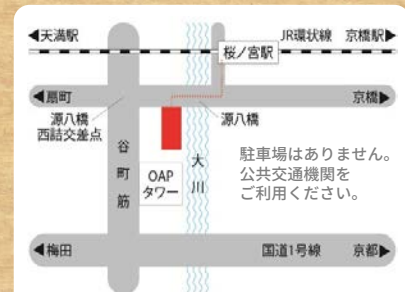 ◀天満駅
JR環状線 京橋駅▶
桜ノ宮駅
◀扇町
京橋▶
源八橋
西詰交差点
源八橋
谷町筋
OAP
タワー
大川
駐車場はありません。
公共交通機関を
ご利用ください。
◀梅田
国道1号線 京都▶